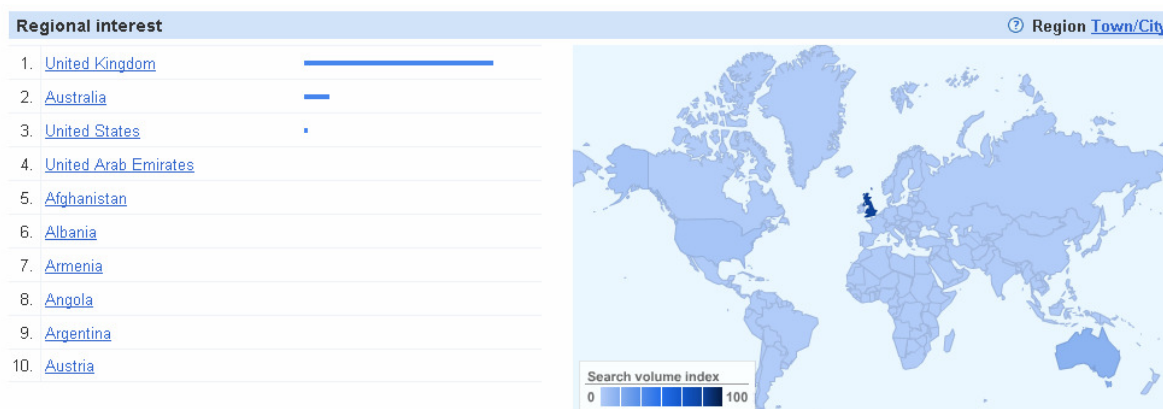 Regional interest
Region Town/City
1. United Kingdom
2. Australia
3. United States
4. United Arab Emirates
5. Afghanistan
6. Albania
7. Armenia
8. Angola
9. Argentina
10. Austria
Search volume index
0 100